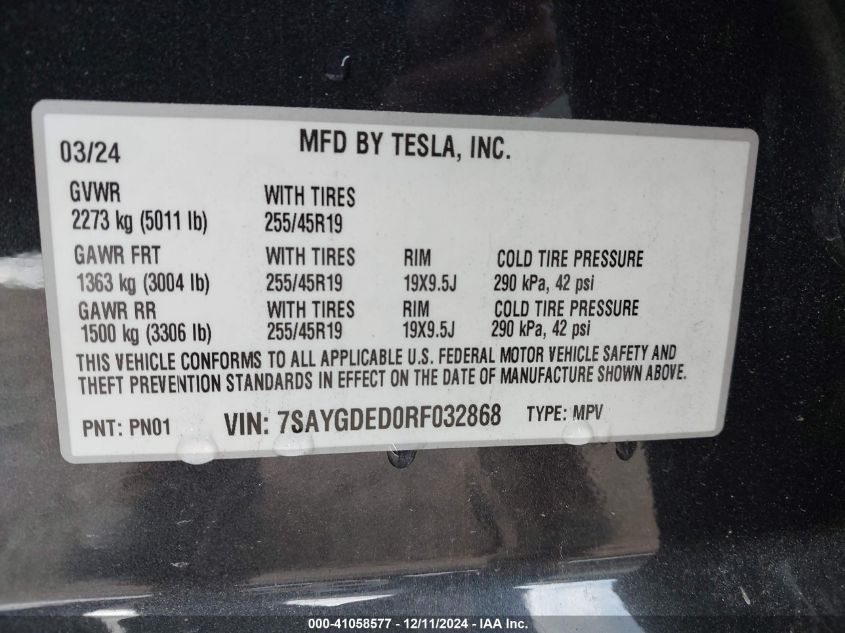 03/24 MFD BY TESLA, INC.
GVWR WITH TIRES
2273 kg (5011 lb) 255/45R19
GAWR FRT WITH TIRES RIM COLD TIRE PRESSURE
1363 kg (3004 lb) 255/45R19 19X9.5J 290 kPa, 42 psi
GAWR RR WITH TIRES RIM COLD TIRE PRESSURE
1500 kg (3306 lb) 255/45R19 19X9.5J 290 kPa, 42 psi
THIS VEHICLE CONFORMS TO ALL APPLICABLE U.S. FEDERAL MOTOR VEHICLE SAFETY AND
THEFT PREVENTION STANDARDS IN EFFECT ON THE DATE OF MANUFACTURE SHOWN ABOVE.
PNT: PN01 VIN: 7SAYGDED0RF032868 TYPE: MPV
000-41058577 - 12/11/2024 - IAA Inc.